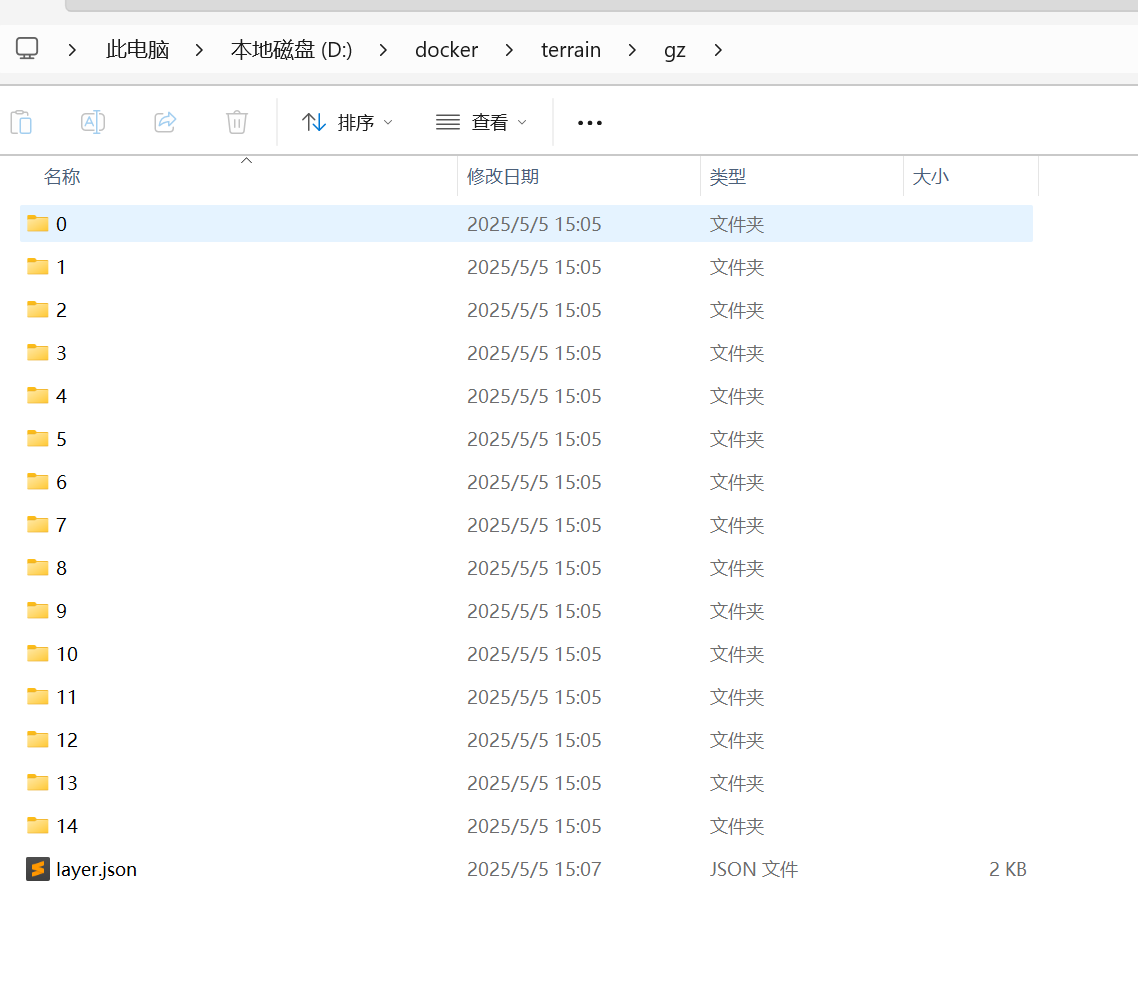 此电脑 本地磁盘 (D:) docker terrain gz
排序 查看
名称 修改日期 类型 大小
0 2025/5/5 15:05 文件夹
1 2025/5/5 15:05 文件夹
2 2025/5/5 15:05 文件夹
3 2025/5/5 15:05 文件夹
4 2025/5/5 15:05 文件夹
5 2025/5/5 15:05 文件夹
6 2025/5/5 15:05 文件夹
7 2025/5/5 15:05 文件夹
8 2025/5/5 15:05 文件夹
9 2025/5/5 15:05 文件夹
10 2025/5/5 15:05 文件夹
11 2025/5/5 15:05 文件夹
12 2025/5/5 15:05 文件夹
13 2025/5/5 15:05 文件夹
14 2025/5/5 15:05 文件夹
layer.json 2025/5/5 15:07 JSON 文件 2 KB